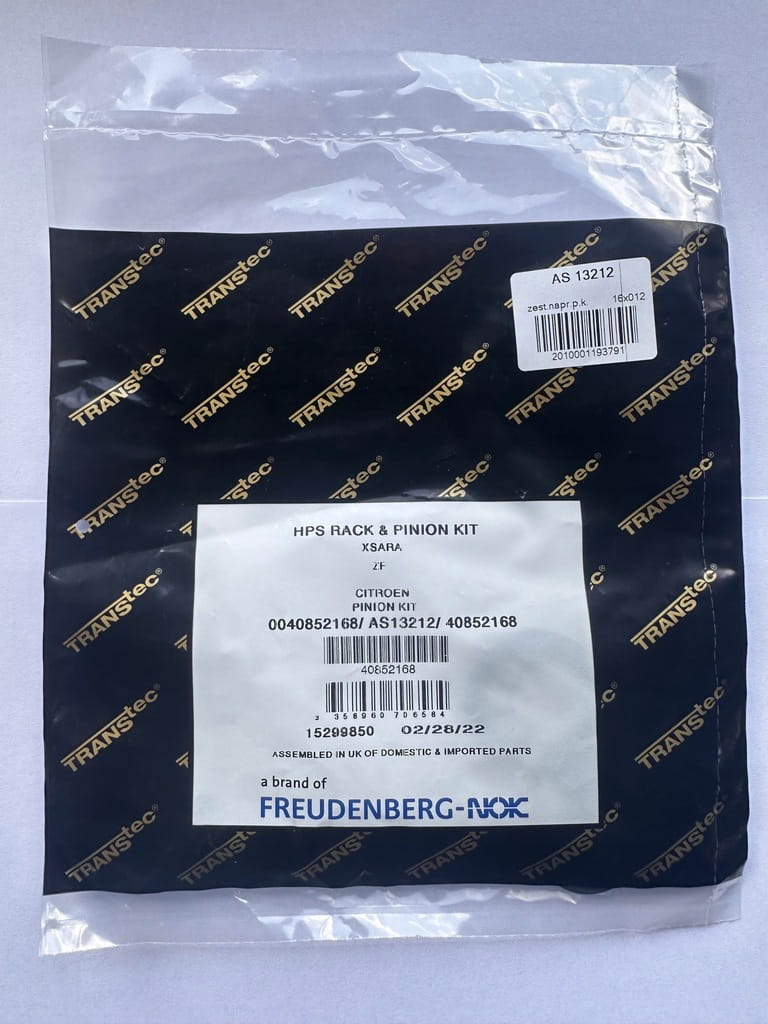 TRANStec®
AS 13212
zest.napr.p.k. 16x012
2010001193791
HPS RACK & PINION KIT
XSARA
ZF
CITROEN
PINION KIT
0040852168/ AS13212/ 40852168
40852168
3 358960 706564
15299850 02/28/22
ASSEMBLED IN UK OF DOMESTIC & IMPORTED PARTS
a brand of
FREUDENBERG-NOK